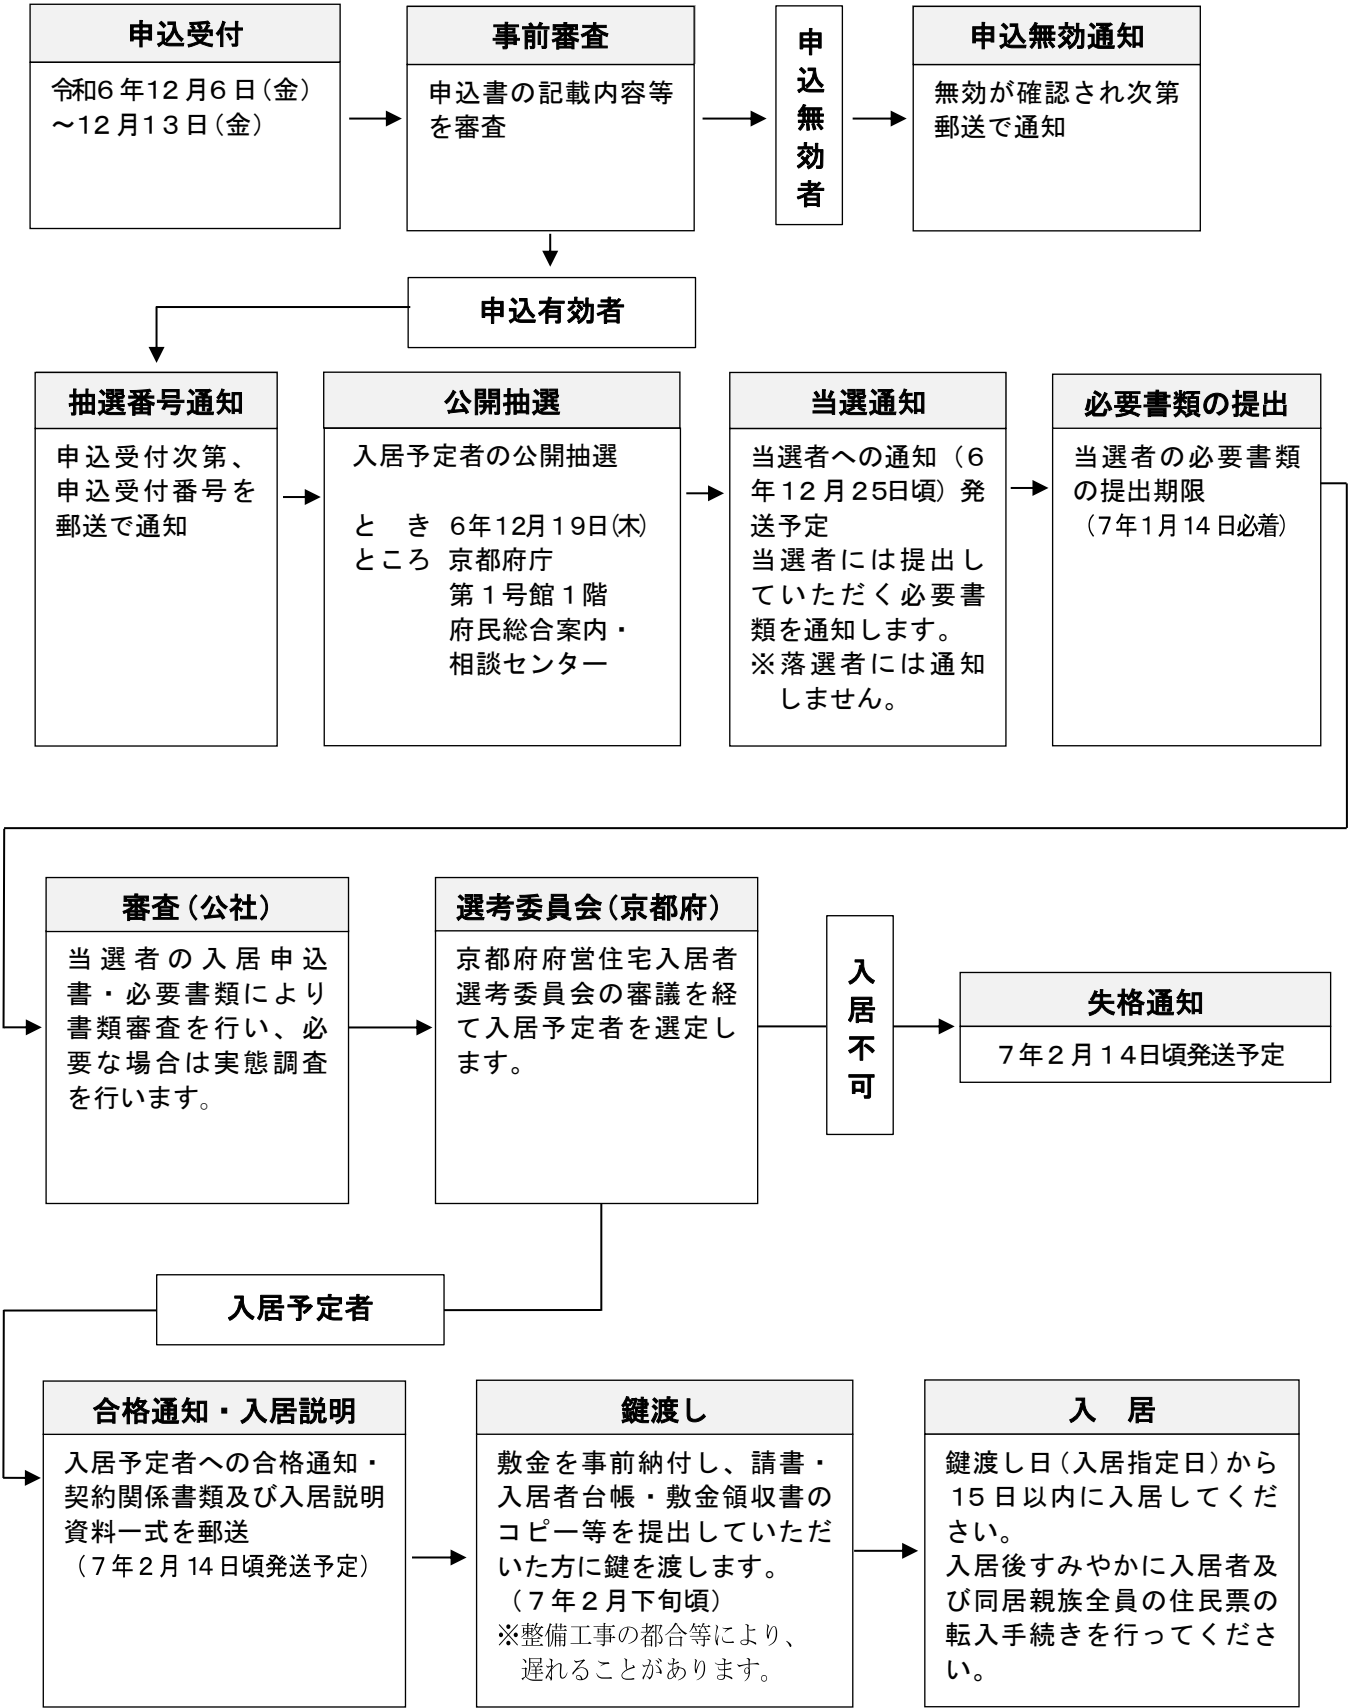 申込受付
令和6年12月6日(金)
～12月13日(金)
事前審査
申込書の記載内容等
を審査
申込無効者
申込無効通知
無効が確認され次第
郵送で通知
申込有効者
抽選番号通知
申込受付次第、
申込受付番号を
郵送で通知
公開抽選
入居予定者の公開抽選
と　き　6年12月19日(木)
ところ　京都府庁
第1号館1階
府民総合案内・
相談センター
当選通知
当選者への通知（6
年12月25日頃）発
送予定
当選者には提出し
ていただく必要書
類を通知します。
※落選者には通知
しません。
必要書類の提出
当選者の必要書類
の提出期限
（7年1月14日必着）
審査(公社)
当選者の入居申込
書・必要書類により
書類審査を行い、必
要な場合は実態調査
を行います。
選考委員会(京都府)
京都府府営住宅入居者
選考委員会の審議を経
て入居予定者を選定し
ます。
入居不可
失格通知
7年2月14日頃発送予定
入居予定者
合格通知・入居説明
入居予定者への合格通知・
契約関係書類及び入居説明
資料一式を郵送
（7年2月14日頃発送予定）
鍵渡し
敷金を事前納付し、請書・
入居者台帳・敷金領収書の
コピー等を提出していただ
いた方に鍵を渡します。
（7年2月下旬頃）
※整備工事の都合等により、
遅れることがあります。
入　居
鍵渡し日(入居指定日)から
15日以内に入居してくだ
さい。
入居後すみやかに入居者及
び同居親族全員の住民票の
転入手続きを行ってくださ
い。